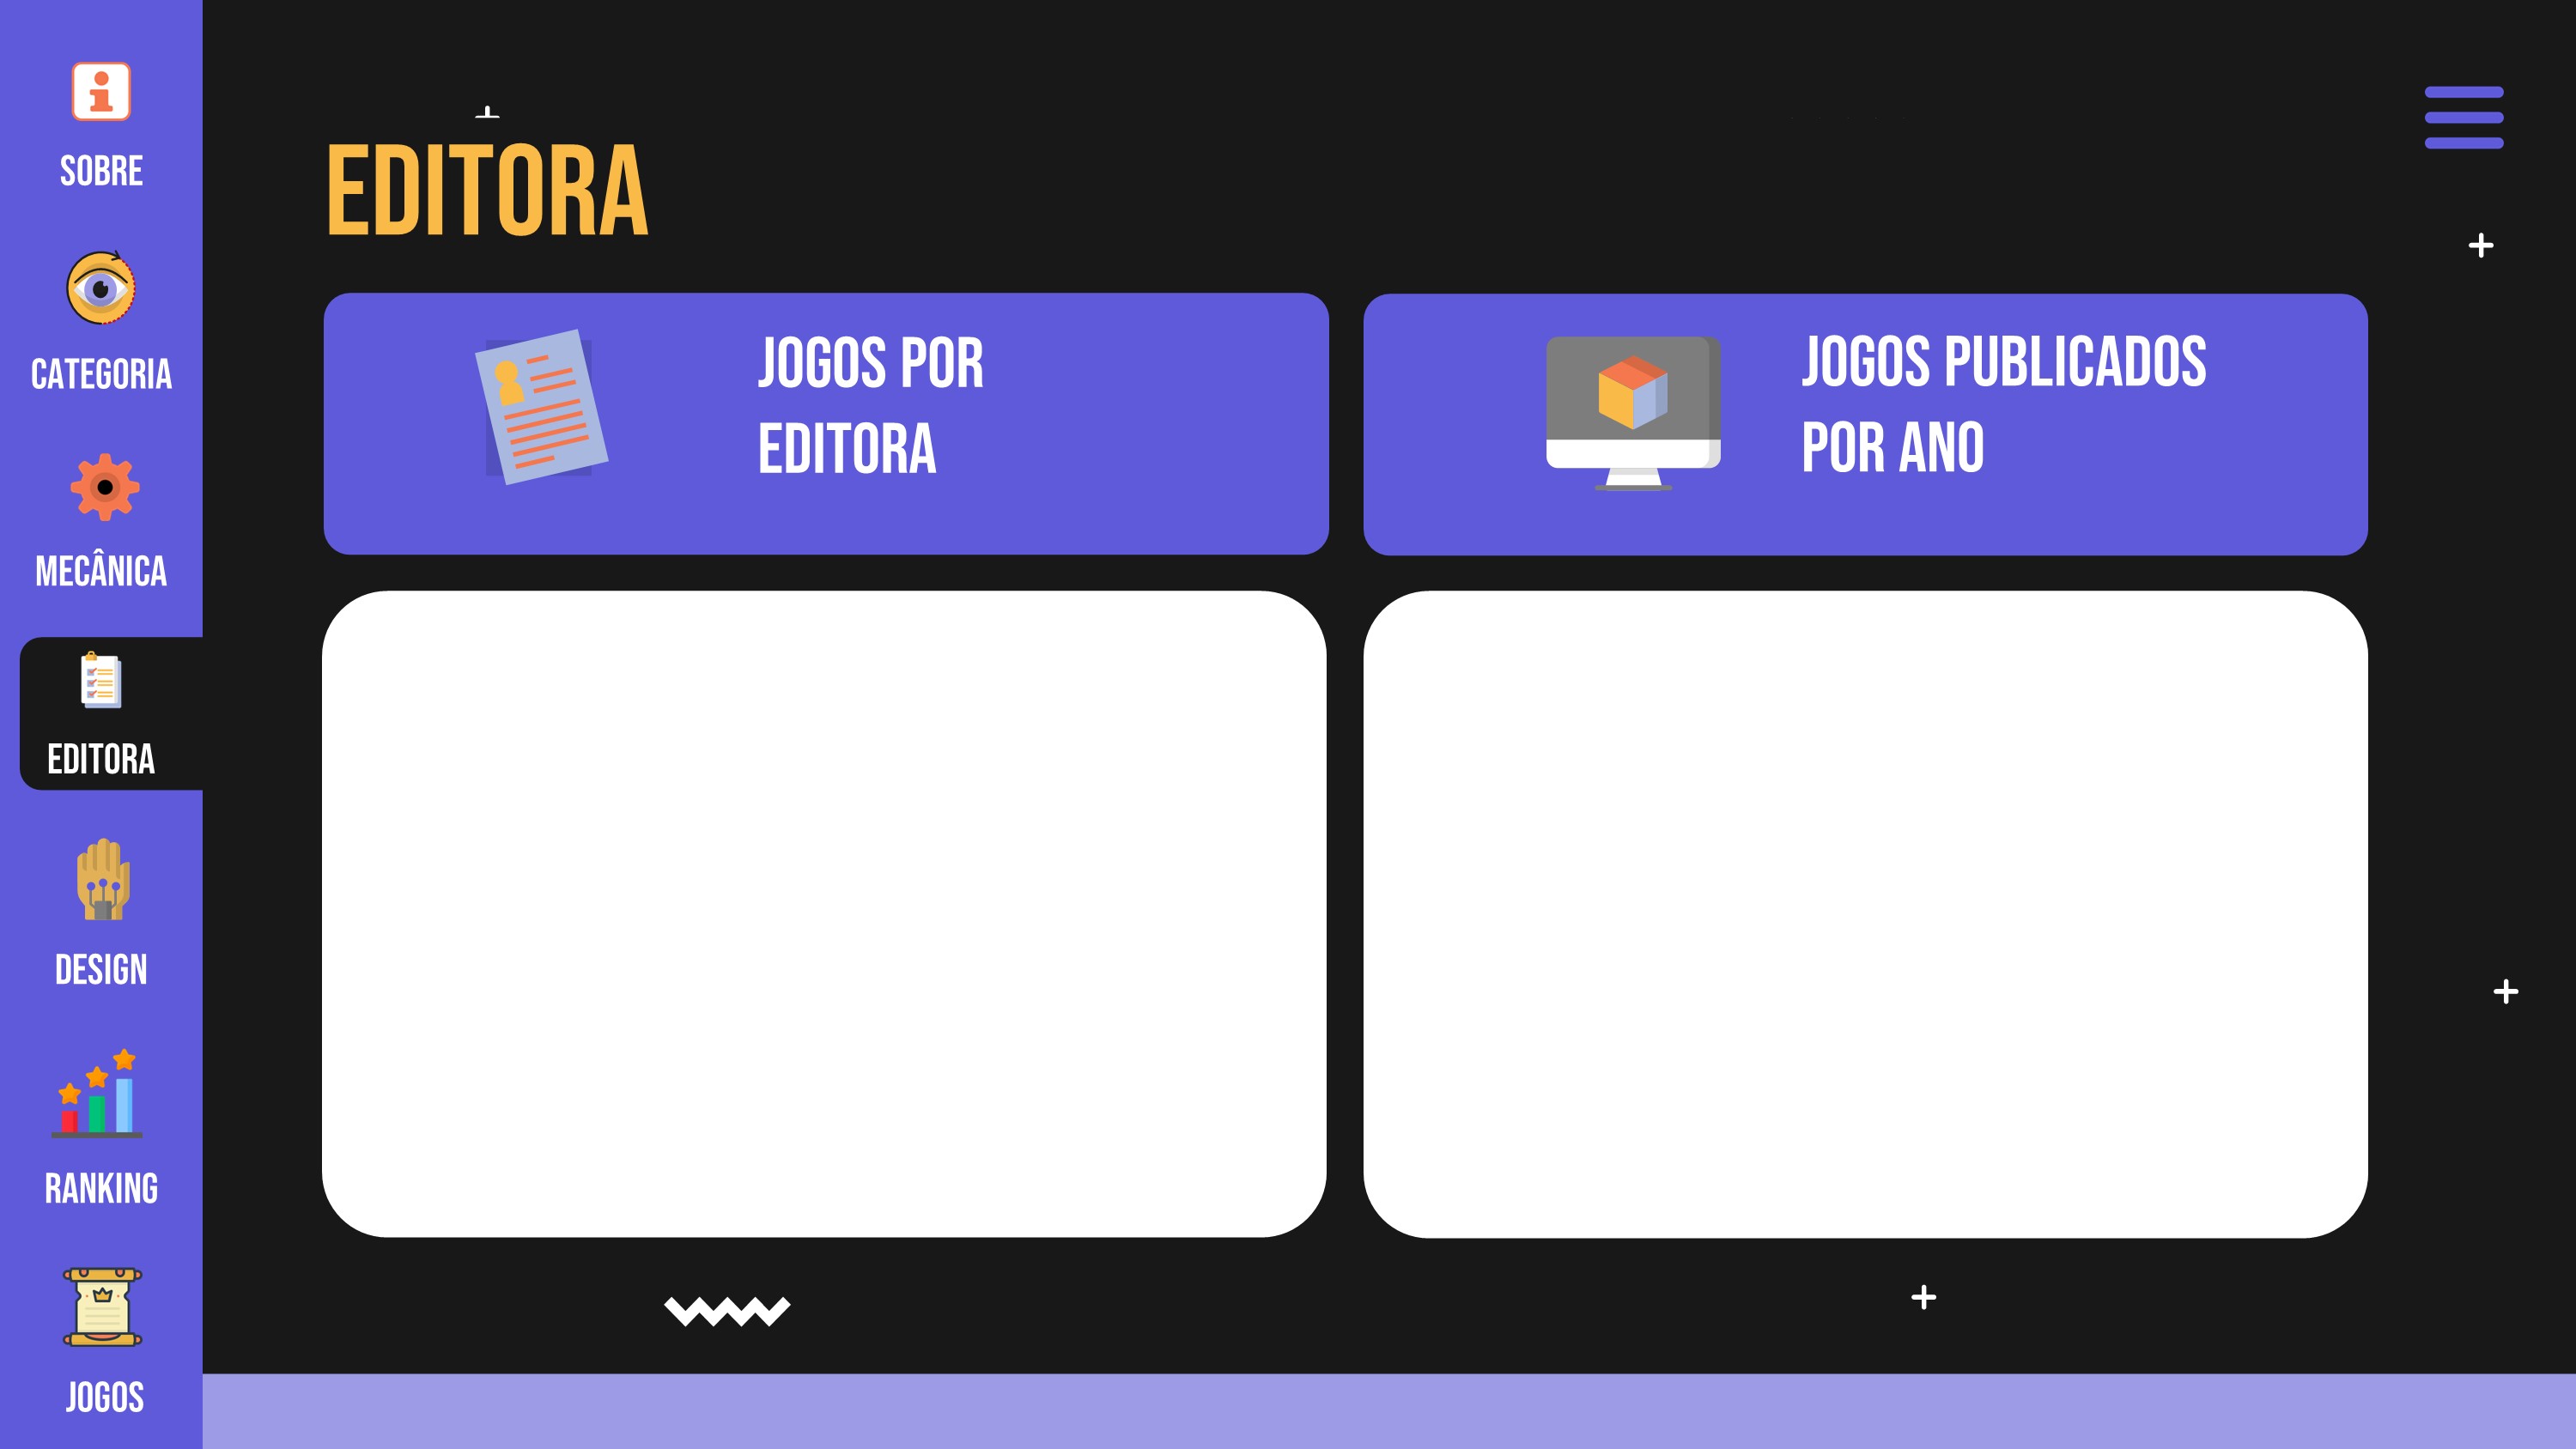 SOBRE
CATEGORIA
MECÂNICA
EDITORA
DESIGN
RANKING
JOGOS
EDITORA
JOGOS POR
EDITORA
JOGOS PUBLICADOS
POR ANO